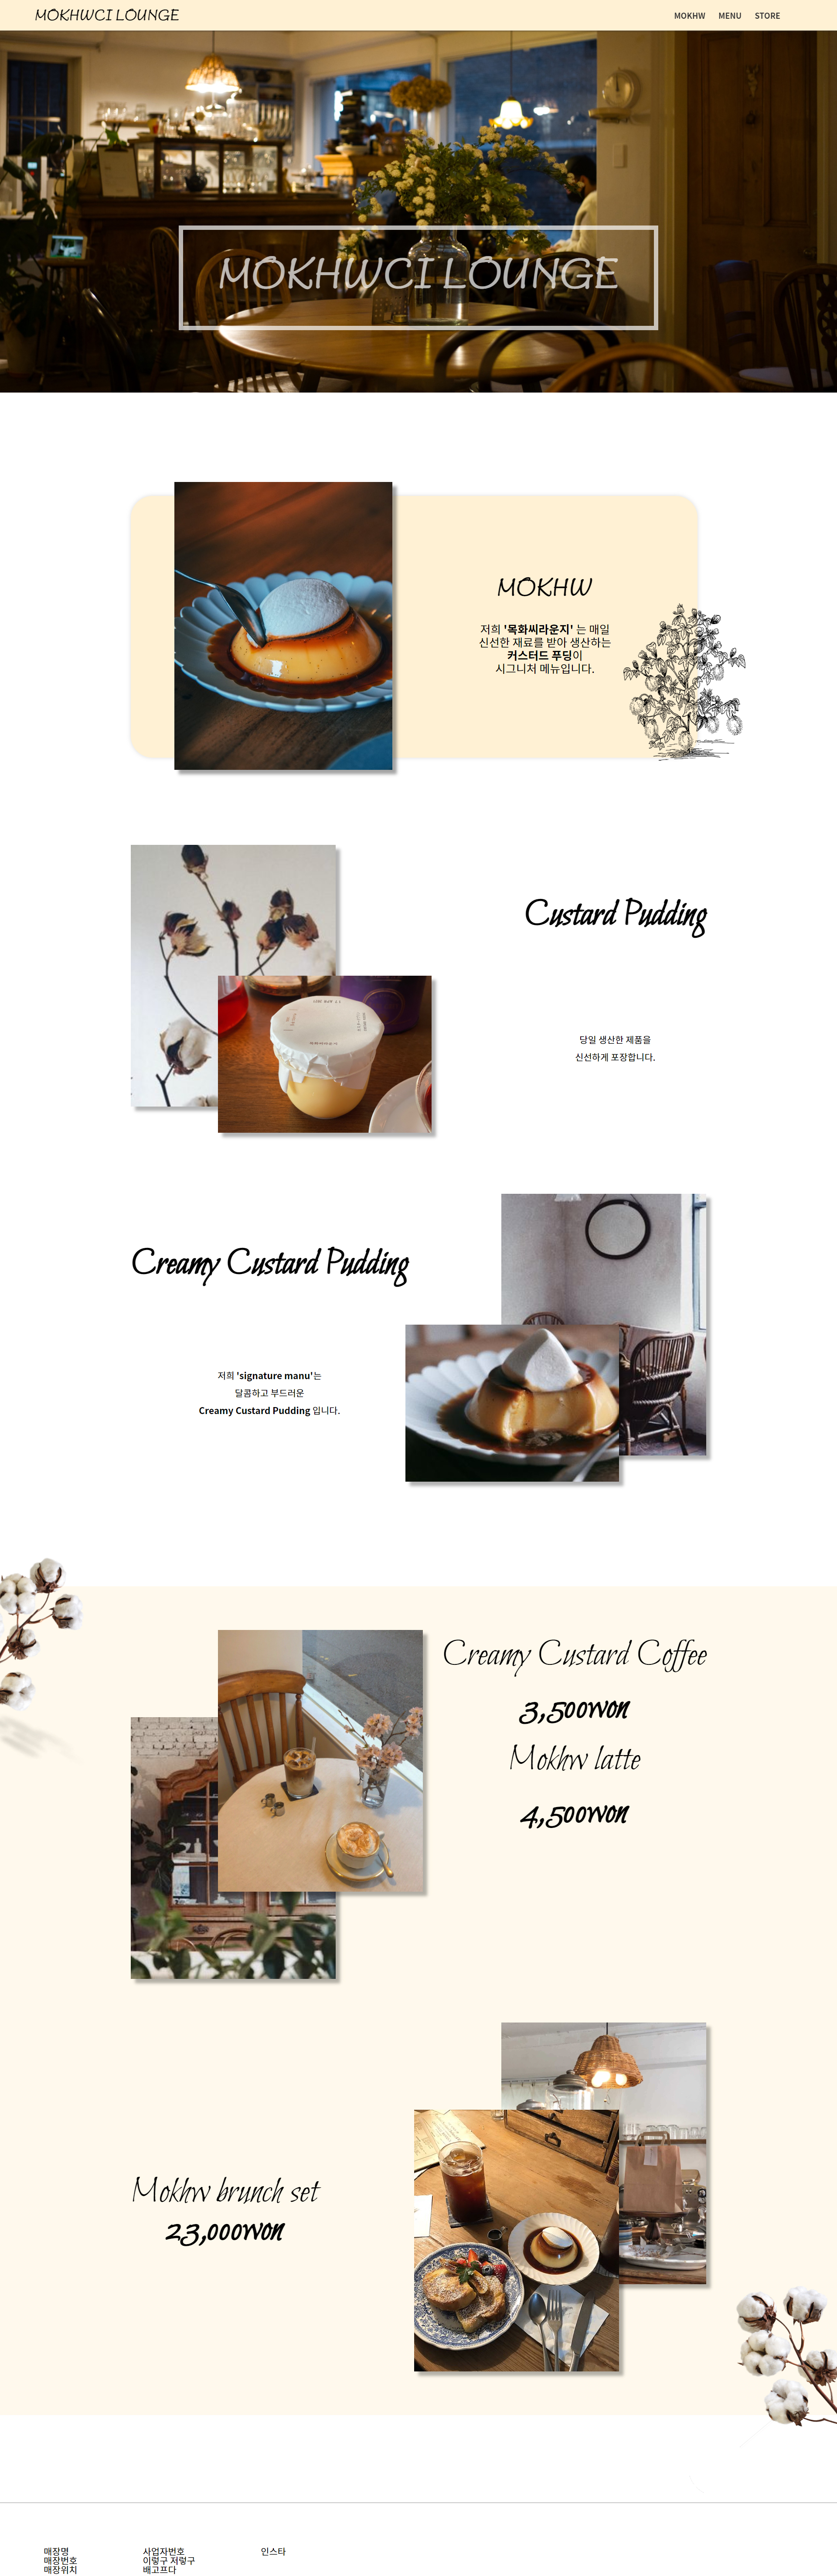 MOKHWCI LOUNGE
MOKHW MENU STORE
MOKHWCI LOUNGE
MOKHW
저희 '목화씨라운지' 는 매일
신선한 재료를 받아 생산하는
커스터드 푸딩이
시그니처 메뉴입니다.
Custard Pudding
당일 생산한 제품을
신선하게 포장합니다.
Creamy Custard Pudding
저희 'signature manu'는
달콤하고 부드러운
Creamy Custard Pudding 입니다.
Creamy Custard Coffee
3,500won
Mokhw latte
4,500won
Mokhw brunch set
23,000won
매장명 사업자번호 인스타
매장번호 이렇구 저렇구
매장위치 배고프다